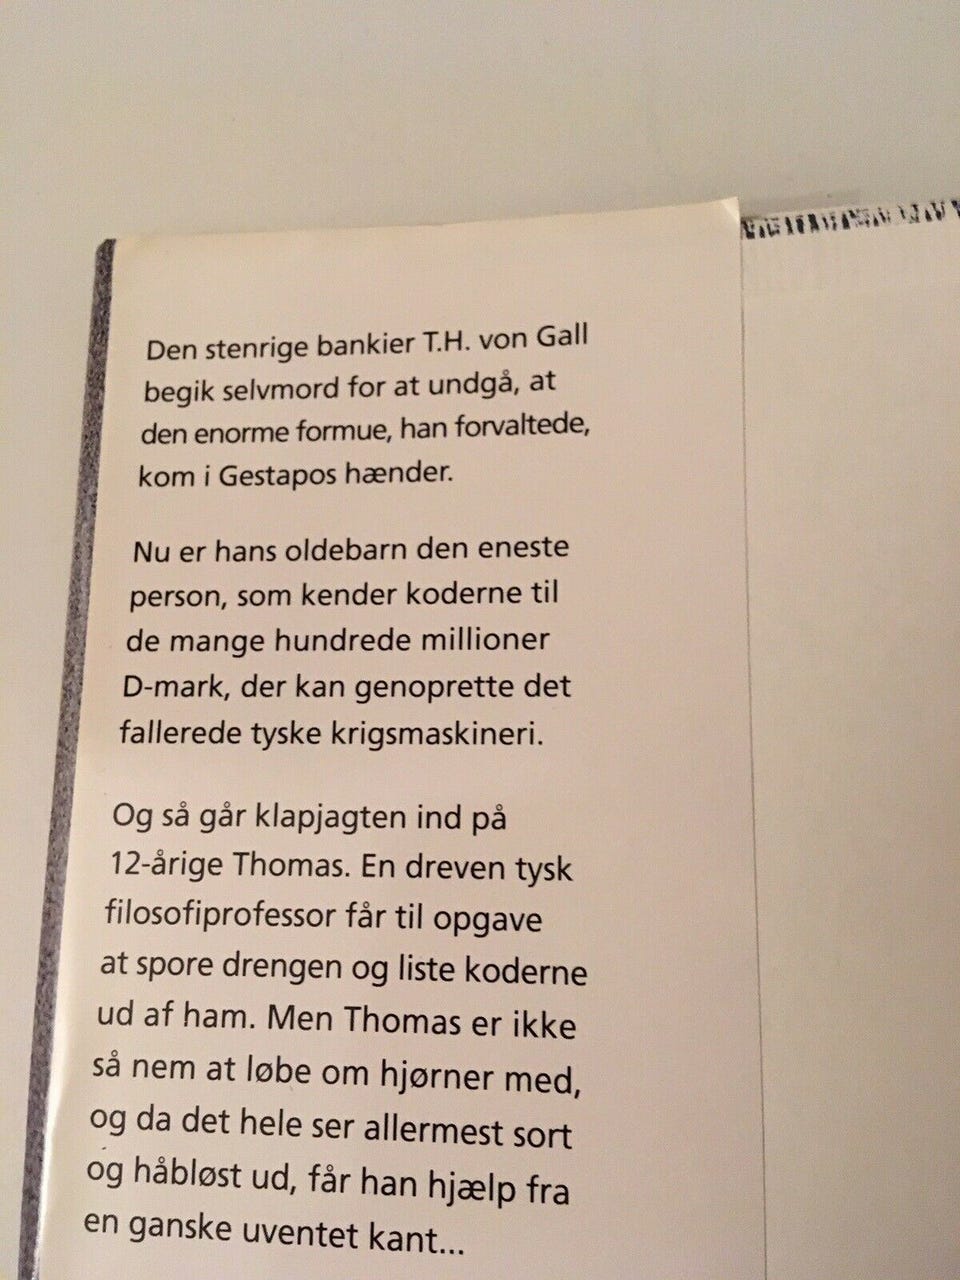 Den stenrige bankier T.H. von Gall
begik selvmord for at undgå, at
den enorme formue, han forvaltede,
kom i Gestapos hænder.
Nu er hans oldebarn den eneste
person, som kender koderne til
de mange hundrede millioner
D-mark, der kan genoprette det
fallerede tyske krigsmaskineri.
Og så går klapjagten ind på
12-årige Thomas. En dreven tysk
filosofiprofessor får til opgave
at spore drengen og liste koderne
ud af ham. Men Thomas er ikke
så nem at løbe om hjørner med,
og da det hele ser allermest sort
og håbløst ud, får han hjælp fra
en ganske uventet kant...